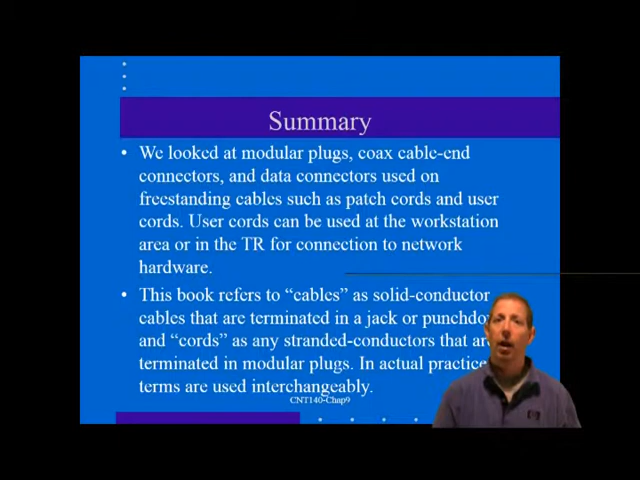 Summary
• We looked at modular plugs, coax cable-end
connectors, and data connectors used on
freestanding cables such as patch cords and user
cords. User cords can be used at the workstation
area or in the TR for connection to network
hardware.
• This book refers to “cables” as solid-conductor
cables that are terminated in a jack or
and “cords” as any stranded-conductors that
terminated in modular plugs. In actual practice
terms are used interchangeably.
CNT140-Chap9